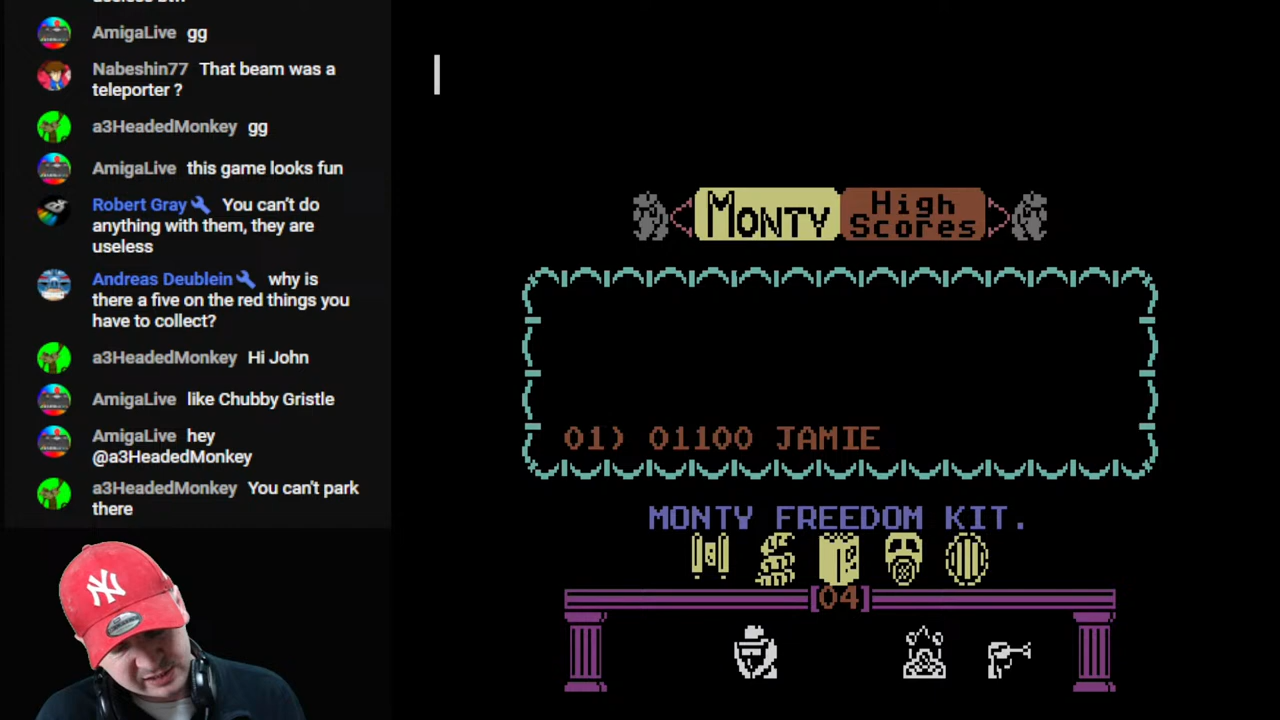 AmigaLive gg
Nabeshin77 That beam was a
teleporter ?
a3HeadedMonkey gg
AmigaLive this game looks fun
Robert Gray You can't do
anything with them, they are
useless
Andreas Deublein why is
there a five on the red things you
have to collect?
a3HeadedMonkey Hi John
AmigaLive like Chubby Gristle
AmigaLive hey
@a3HeadedMonkey
a3HeadedMonkey You can't park
there
MONTY High
Scores
01) 01100 JAMIE
MONTY FREEDOM KIT.
[04]